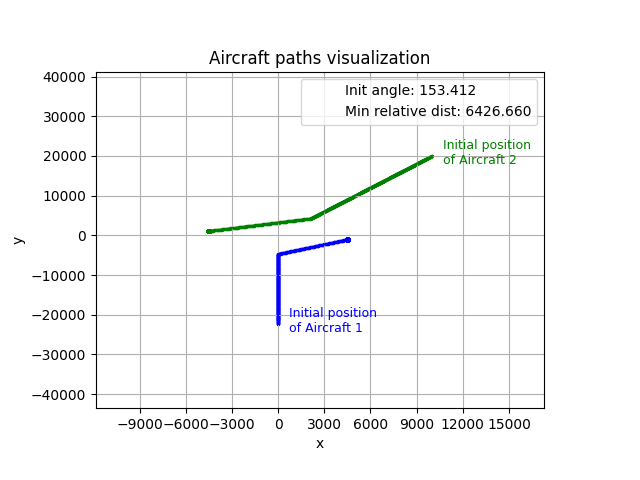 Aircraft paths visualization
40000
30000
20000
10000
0
−10000
−20000
−30000
−40000
y
Init angle: 153.412
Min relative dist: 6426.660
Initial position
of Aircraft 2
Initial position
of Aircraft 1
−9000 −6000 −3000 0 3000 6000 9000 12000 15000
x